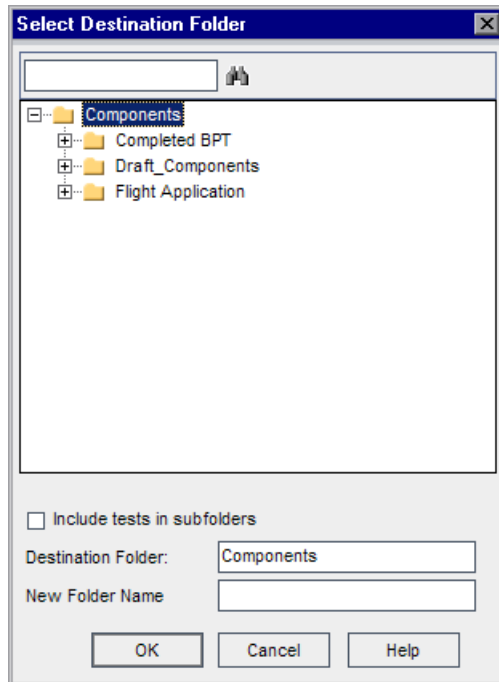 Select Destination Folder
Components
Completed BPT
Draft_Components
Flight Application
Include tests in subfolders
Destination Folder: Components
New Folder Name
OK Cancel Help